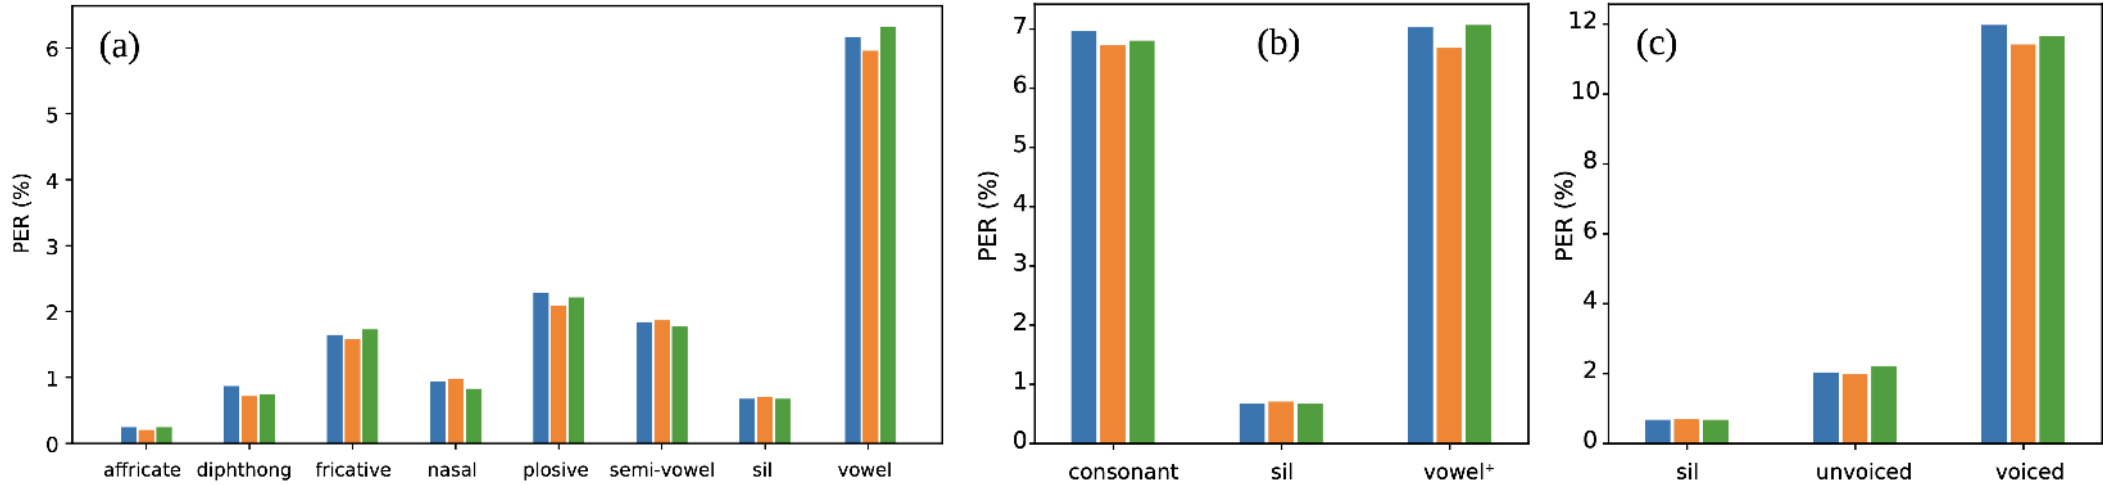 (a)
PER (%)
6
5
4
3
2
1
0
affricate diphthong fricative nasal plosive semi-vowel sil vowel
(b)
PER (%)
7
6
5
4
3
2
1
0
consonant sil vowel⁺
(c)
PER (%)
12
10
8
6
4
2
0
sil unvoiced voiced